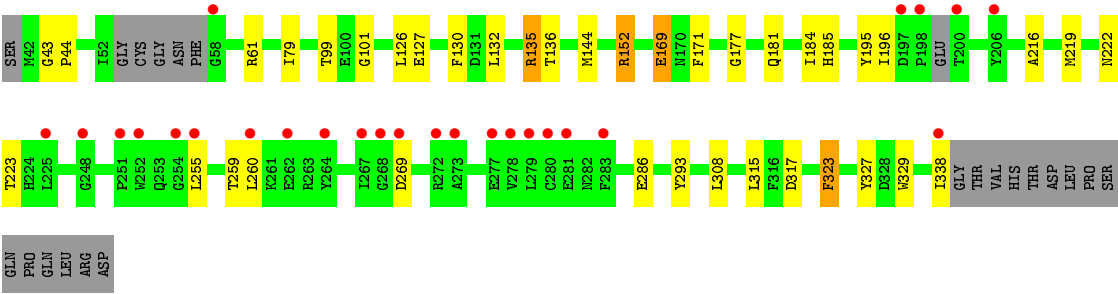 SER M42 G43 P44 I52 GLY CYS GLY ASN PHE G58 R61 I79 T99 E100 G101 L126 E127 F130 D131 L132 R135 T136 M144 R152 E169 N170 F171 G177 Q181 I184 H185 Y195 I196 D197 P198 GLU T200 Y206 A216 M219 N222
T223 H224 L225 G248 P251 W252 Q253 G254 L255 T259 L260 K261 E262 R263 Y264 I267 G268 D269 R272 A273 E277 V278 L279 C280 E281 N282 F283 E286 Y293 L308 L315 F316 D317 F323 Y327 D328 W329 I338 GLY THR VAL HIS THR ASP LEU PRO SER
GLN PRO GLN LEU ARG ASP